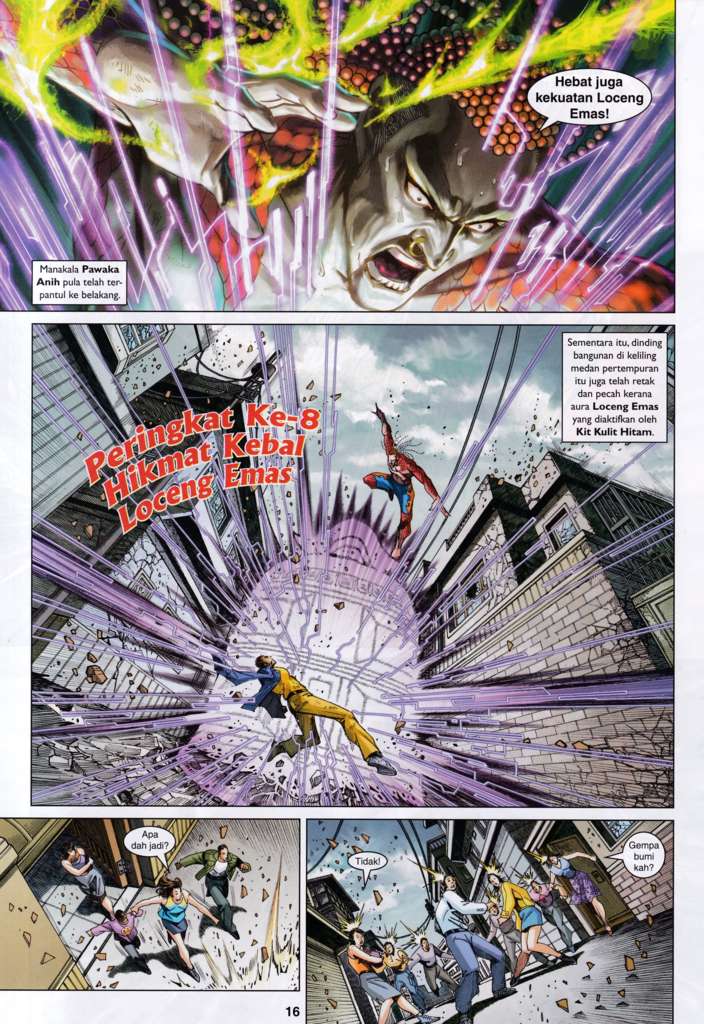 Hebat juga
kekuatan Loceng
Emas!
Manakala Pawaka
Anih pula telah ter-
pantul ke belakang.
Sementara itu, dinding
bangunan di keliling
medan pertempuran
itu juga telah retak
dan pecah kerana
aura Loceng Emas
yang diaktifkan oleh
Kit Kulit Hitam.
Peringkat Ke-8
Hikmat Kebal
Loceng Emas
Apa
dah jadi?
Tidak!
Gempa
bumi
kah?
16